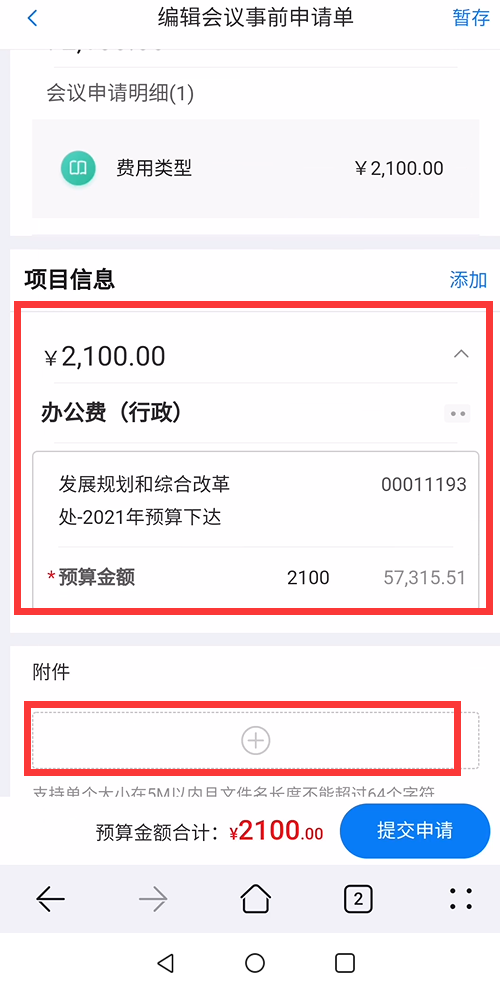 编辑会议事前申请单
暂存
会议申请明细(1)
费用类型
￥2,100.00
项目信息
添加
￥2,100.00
办公费（行政）
发展规划和综合改革
处-2021年预算下达
00011193
*预算金额
2100
57,315.51
附件
支持单个大小在5M以内且文件名长度不能超过64个字符
预算金额合计：¥2100.00
提交申请
2